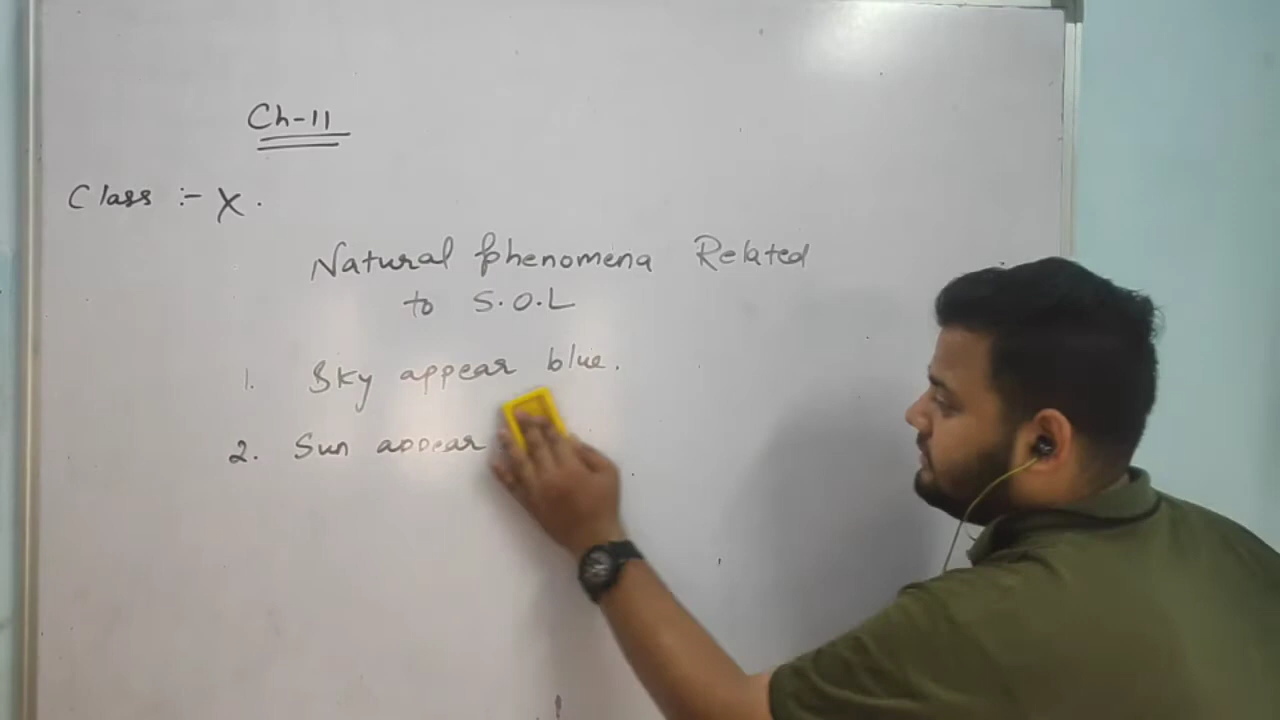 Ch-11
Class :- X.
Natural phenomena Related
to S.O.L
1. Sky appear blue.
2. Sun appear